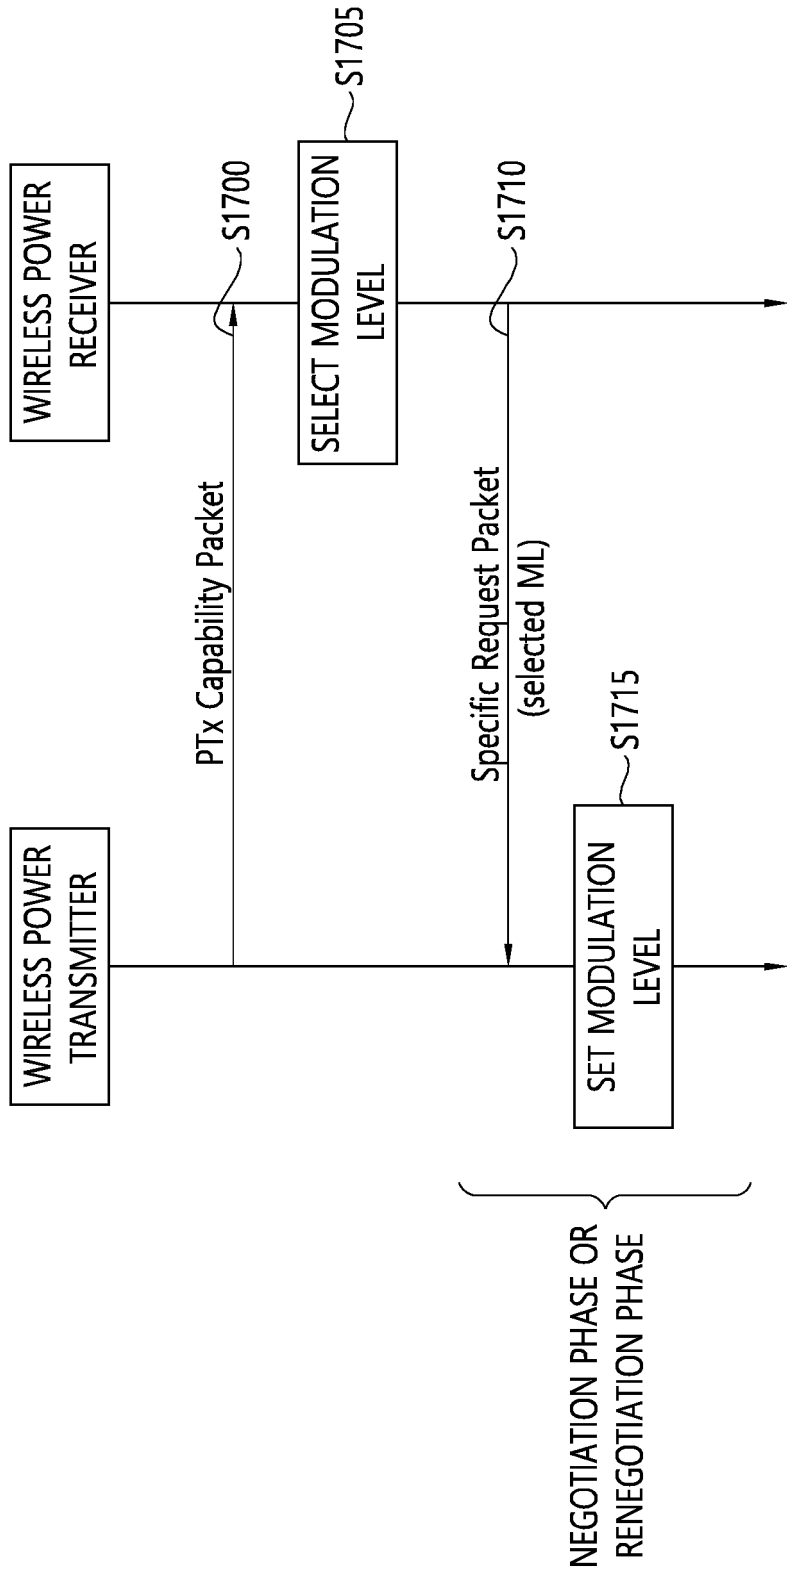 WIRELESS POWER
TRANSMITTER
WIRELESS POWER
RECEIVER
PTx Capability Packet
S1700
SELECT MODULATION
LEVEL
S1705
Specific Request Packet
(selected ML)
S1710
SET MODULATION
LEVEL
S1715
NEGOTIATION PHASE OR
RENEGOTIATION PHASE